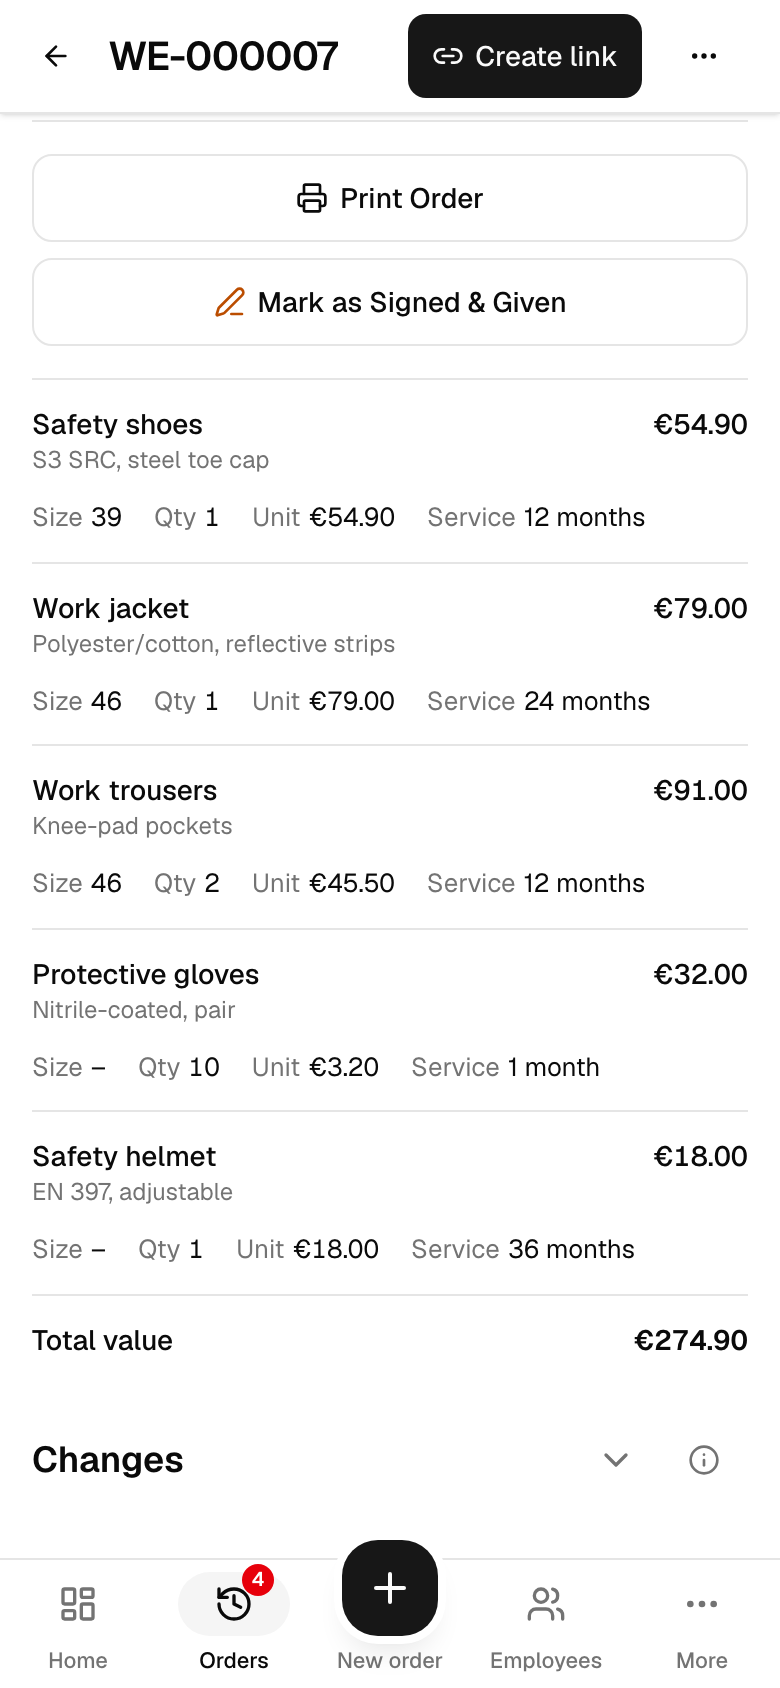 WE-000007
Create link
Print Order
Mark as Signed & Given
Safety shoes €54.90
S3 SRC, steel toe cap
Size 39 Qty 1 Unit €54.90 Service 12 months
Work jacket €79.00
Polyester/cotton, reflective strips
Size 46 Qty 1 Unit €79.00 Service 24 months
Work trousers €91.00
Knee-pad pockets
Size 46 Qty 2 Unit €45.50 Service 12 months
Protective gloves €32.00
Nitrile-coated, pair
Size – Qty 10 Unit €3.20 Service 1 month
Safety helmet €18.00
EN 397, adjustable
Size – Qty 1 Unit €18.00 Service 36 months
Total value €274.90
Changes
4
Home Orders New order Employees More